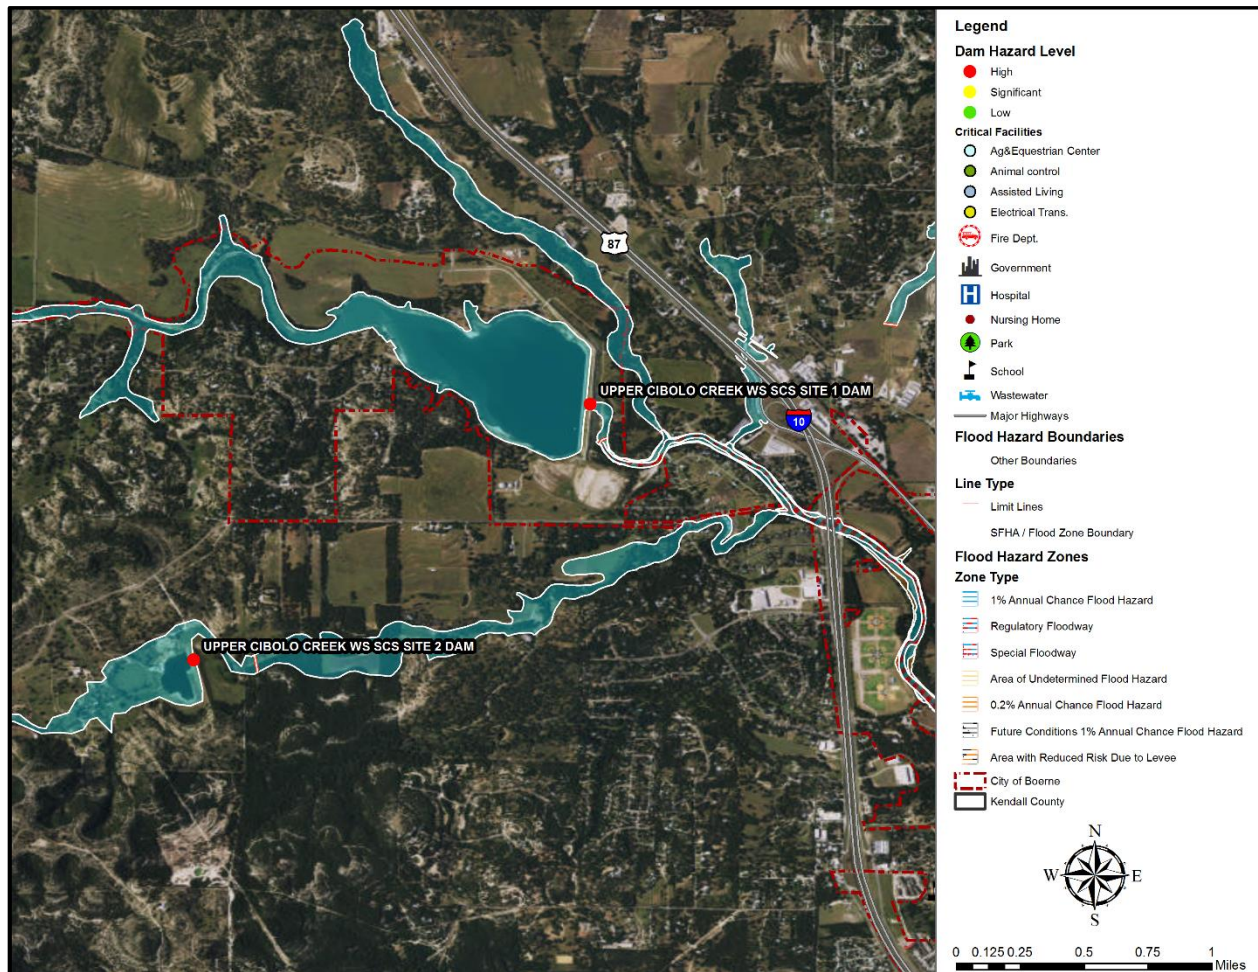 87
UPPER CIBOLO CREEK WS SCS SITE 1 DAM
10
UPPER CIBOLO CREEK WS SCS SITE 2 DAM
Legend
Dam Hazard Level
High
Significant
Low
Critical Facilities
Ag&Equestrian Center
Animal control
Assisted Living
Electrical Trans.
Fire Dept.
Government
H Hospital
Nursing Home
Park
School
Wastewater
Major Highways
Flood Hazard Boundaries
Other Boundaries
Line Type
Limit Lines
SFHA / Flood Zone Boundary
Flood Hazard Zones
Zone Type
1% Annual Chance Flood Hazard
Regulatory Floodway
Special Floodway
Area of Undetermined Flood Hazard
0.2% Annual Chance Flood Hazard
Future Conditions 1% Annual Chance Flood Hazard
Area with Reduced Risk Due to Levee
City of Boerne
Kendall County
N
W E
S
0 0.125 0.25 0.5 0.75 1
Miles